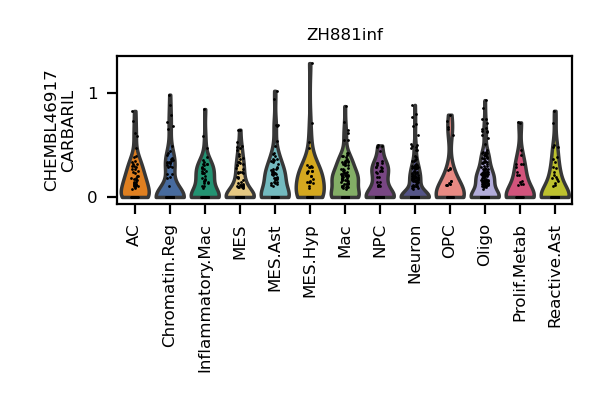 ZH881inf
CHEMBL46917
CARBARIL
1
0
AC
Chromatin.Reg
Inflammatory.Mac
MES
MES.Ast
MES.Hyp
Mac
NPC
Neuron
OPC
Oligo
Prolif.Metab
Reactive.Ast